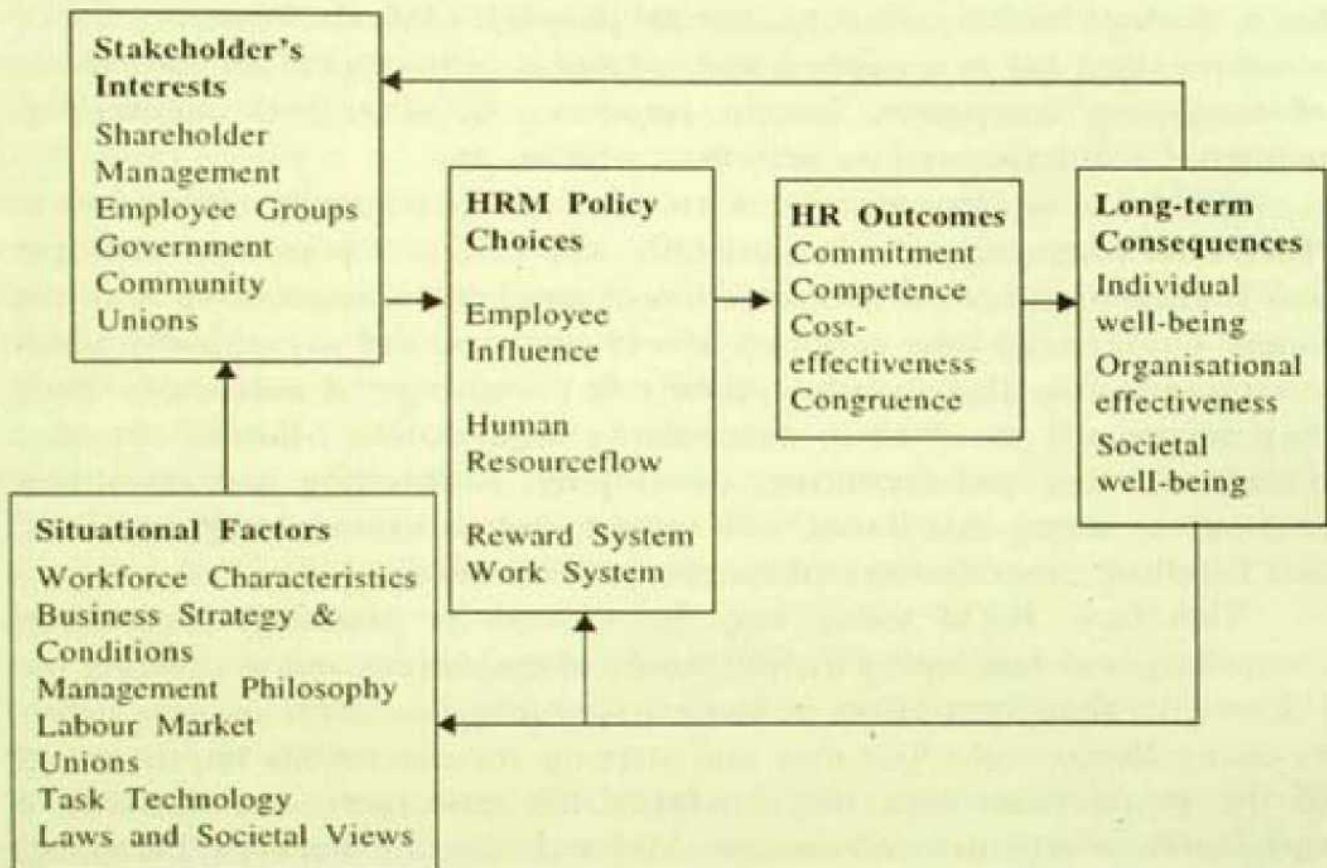 Stakeholder's
Interests
Shareholder
Management
Employee Groups
Government
Community
Unions
HRM Policy
Choices
Employee
Influence
Human
Resourceflow
Reward System
Work System
HR Outcomes
Commitment
Competence
Cost-
effectiveness
Congruence
Long-term
Consequences
Individual
well-being
Organisational
effectiveness
Societal
well-being
Situational Factors
Workforce Characteristics
Business Strategy &
Conditions
Management Philosophy
Labour Market
Unions
Task Technology
Laws and Societal Views